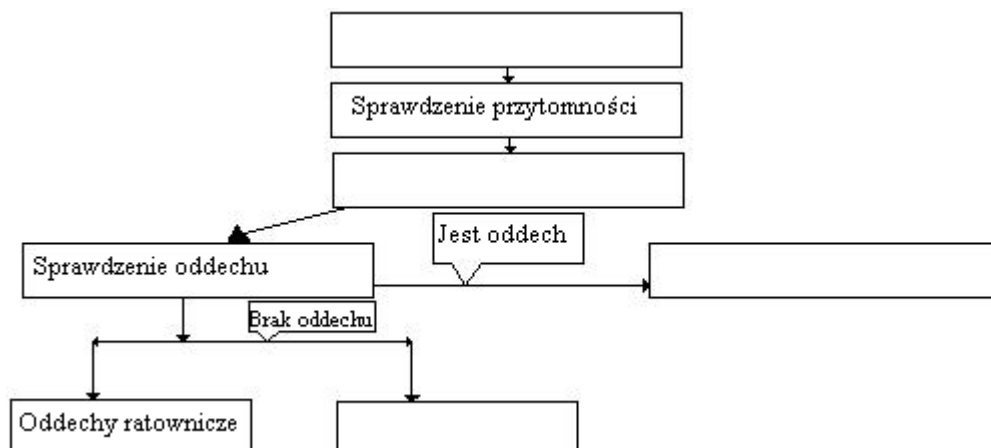 Sprawdzenie przytomności
Jest oddech
Sprawdzenie oddechu
Brak oddechu
Oddechy ratownicze